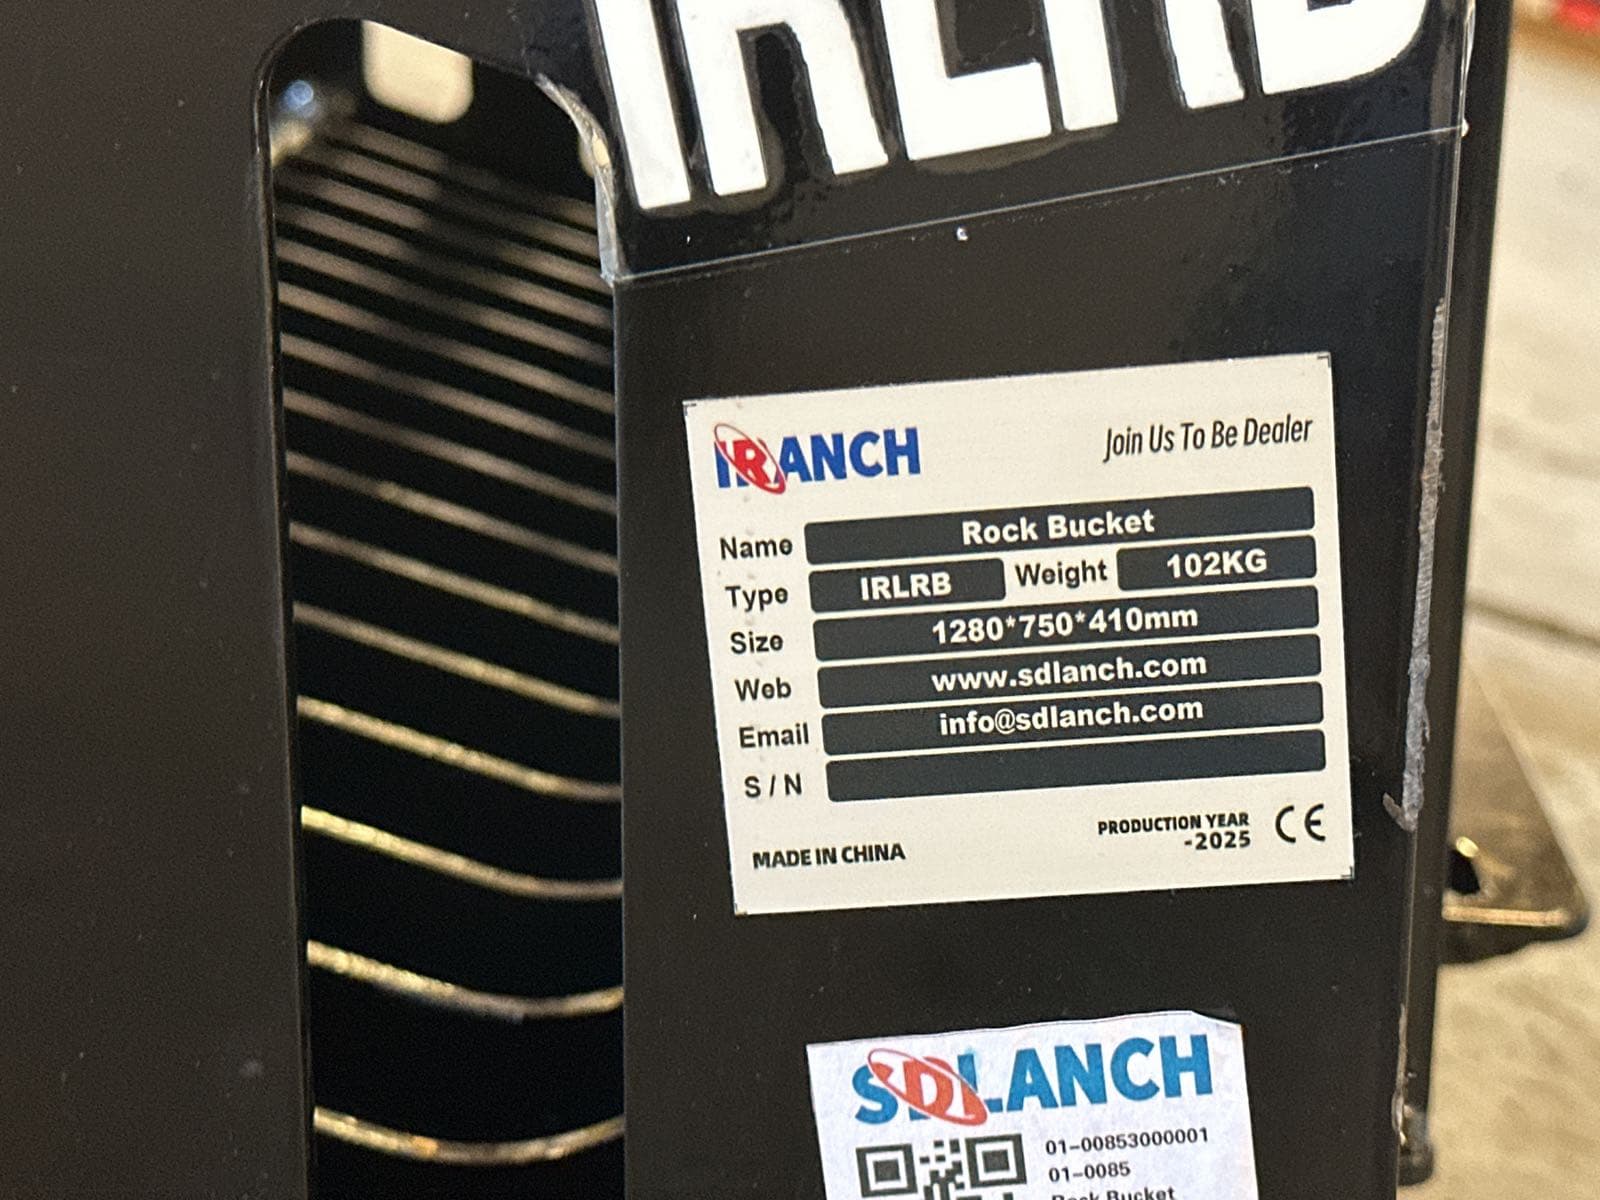 IRLRB
IRANCH
Join Us To Be Dealer
Name Rock Bucket
Type IRLRB Weight 102KG
Size 1280*750*410mm
Web www.sdlanch.com
Email info@sdlanch.com
S / N
MADE IN CHINA
PRODUCTION YEAR
-2025
CE
SDLANCH
01-00853000001
01-0085
Rock Bucket